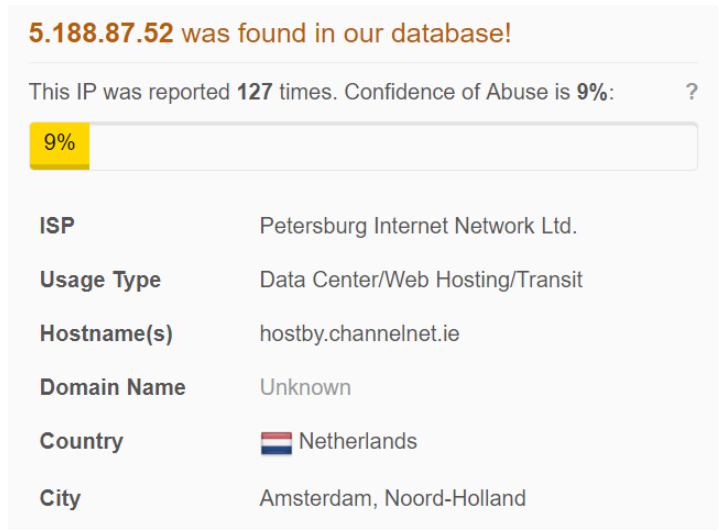 5.188.87.52 was found in our database!
This IP was reported 127 times. Confidence of Abuse is 9%: ?
9%
ISP Petersburg Internet Network Ltd.
Usage Type Data Center/Web Hosting/Transit
Hostname(s) hostby.channelnet.ie
Domain Name Unknown
Country Netherlands
City Amsterdam, Noord-Holland